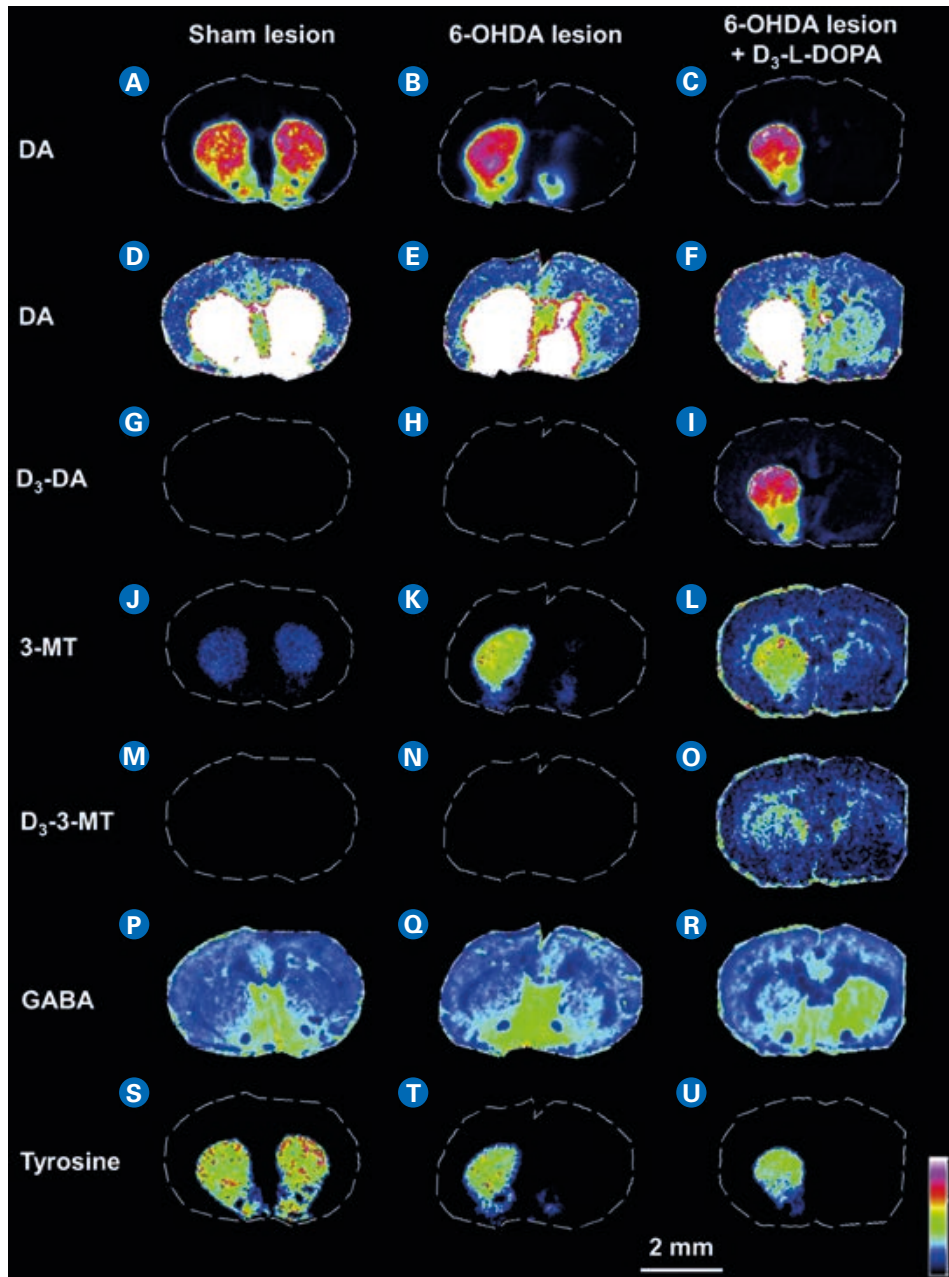 Sham lesion 6-OHDA lesion 6-OHDA lesion
+ D₃-L-DOPA
A B C
DA
D E F
DA
G H I
D₃-DA
J K L
3-MT
M N O
D₃-3-MT
P Q R
GABA
S T U
Tyrosine
2 mm